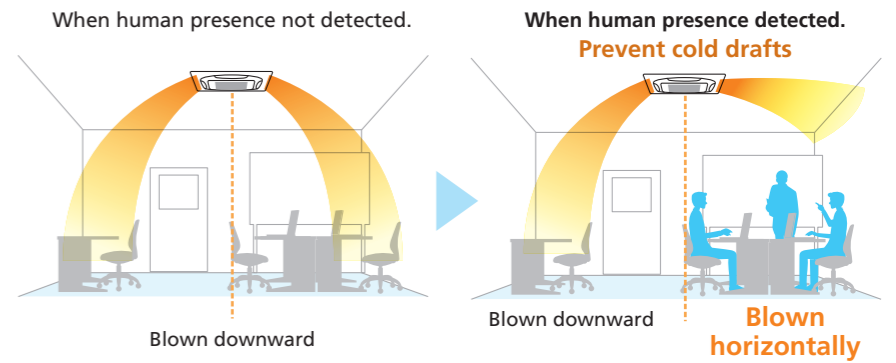 When human presence not detected.
When human presence detected.
Prevent cold drafts
Blown downward
Blown downward
Blown
horizontally